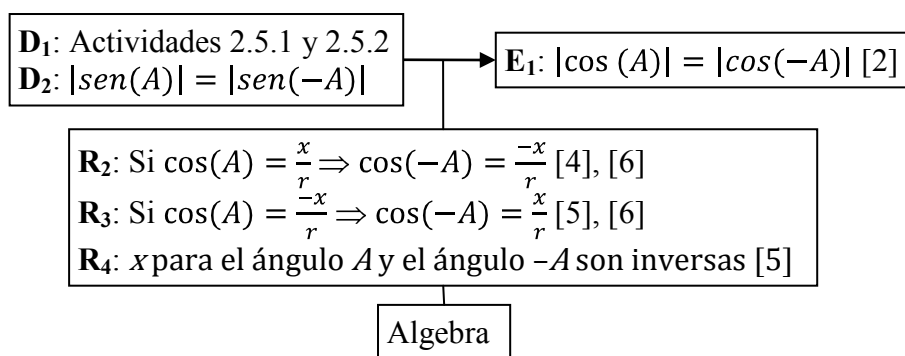 D₁: Actividades 2.5.1 y 2.5.2
D₂: |sen(A)| = |sen(−A)|
E₁: |cos (A)| = |cos(−A)| [2]
R₂: Si cos(A) = x/r ⇒ cos(−A) = −x/r [4], [6]
R₃: Si cos(A) = −x/r ⇒ cos(−A) = x/r [5], [6]
R₄: x para el ángulo A y el ángulo −A son inversas [5]
Algebra